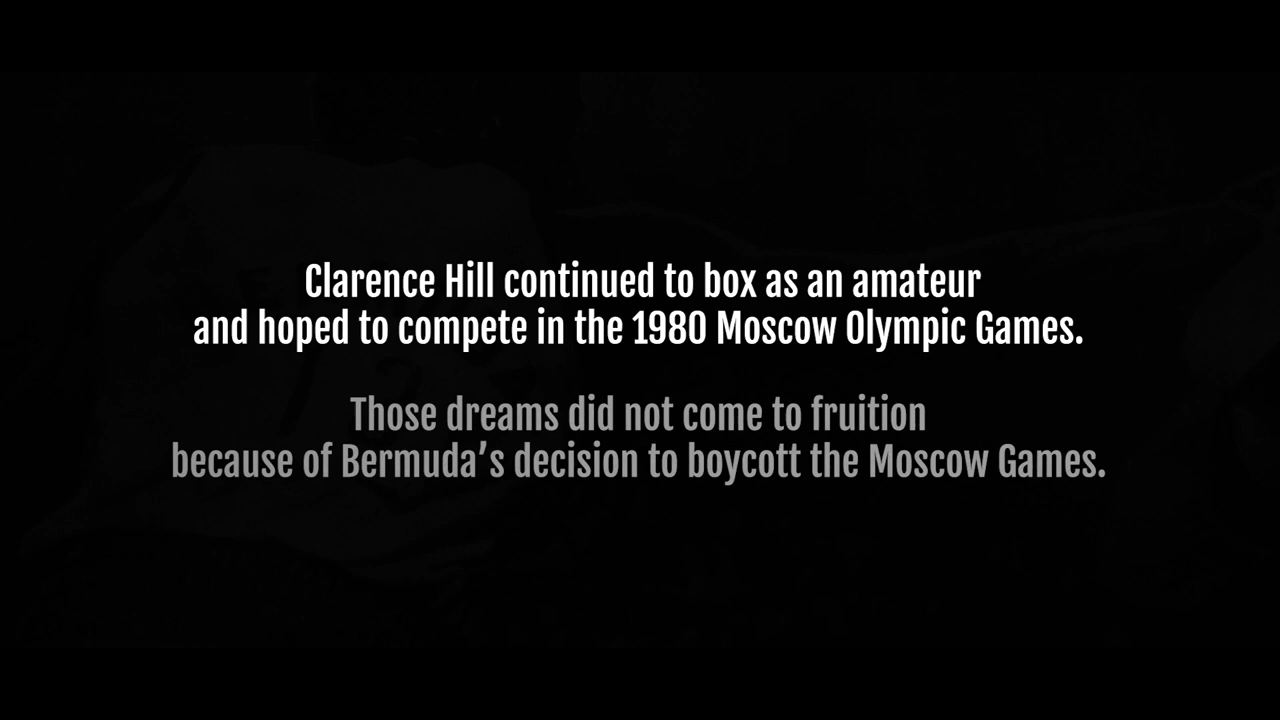 Clarence Hill continued to box as an amateur
and hoped to compete in the 1980 Moscow Olympic Games.
Those dreams did not come to fruition
because of Bermuda’s decision to boycott the Moscow Games.